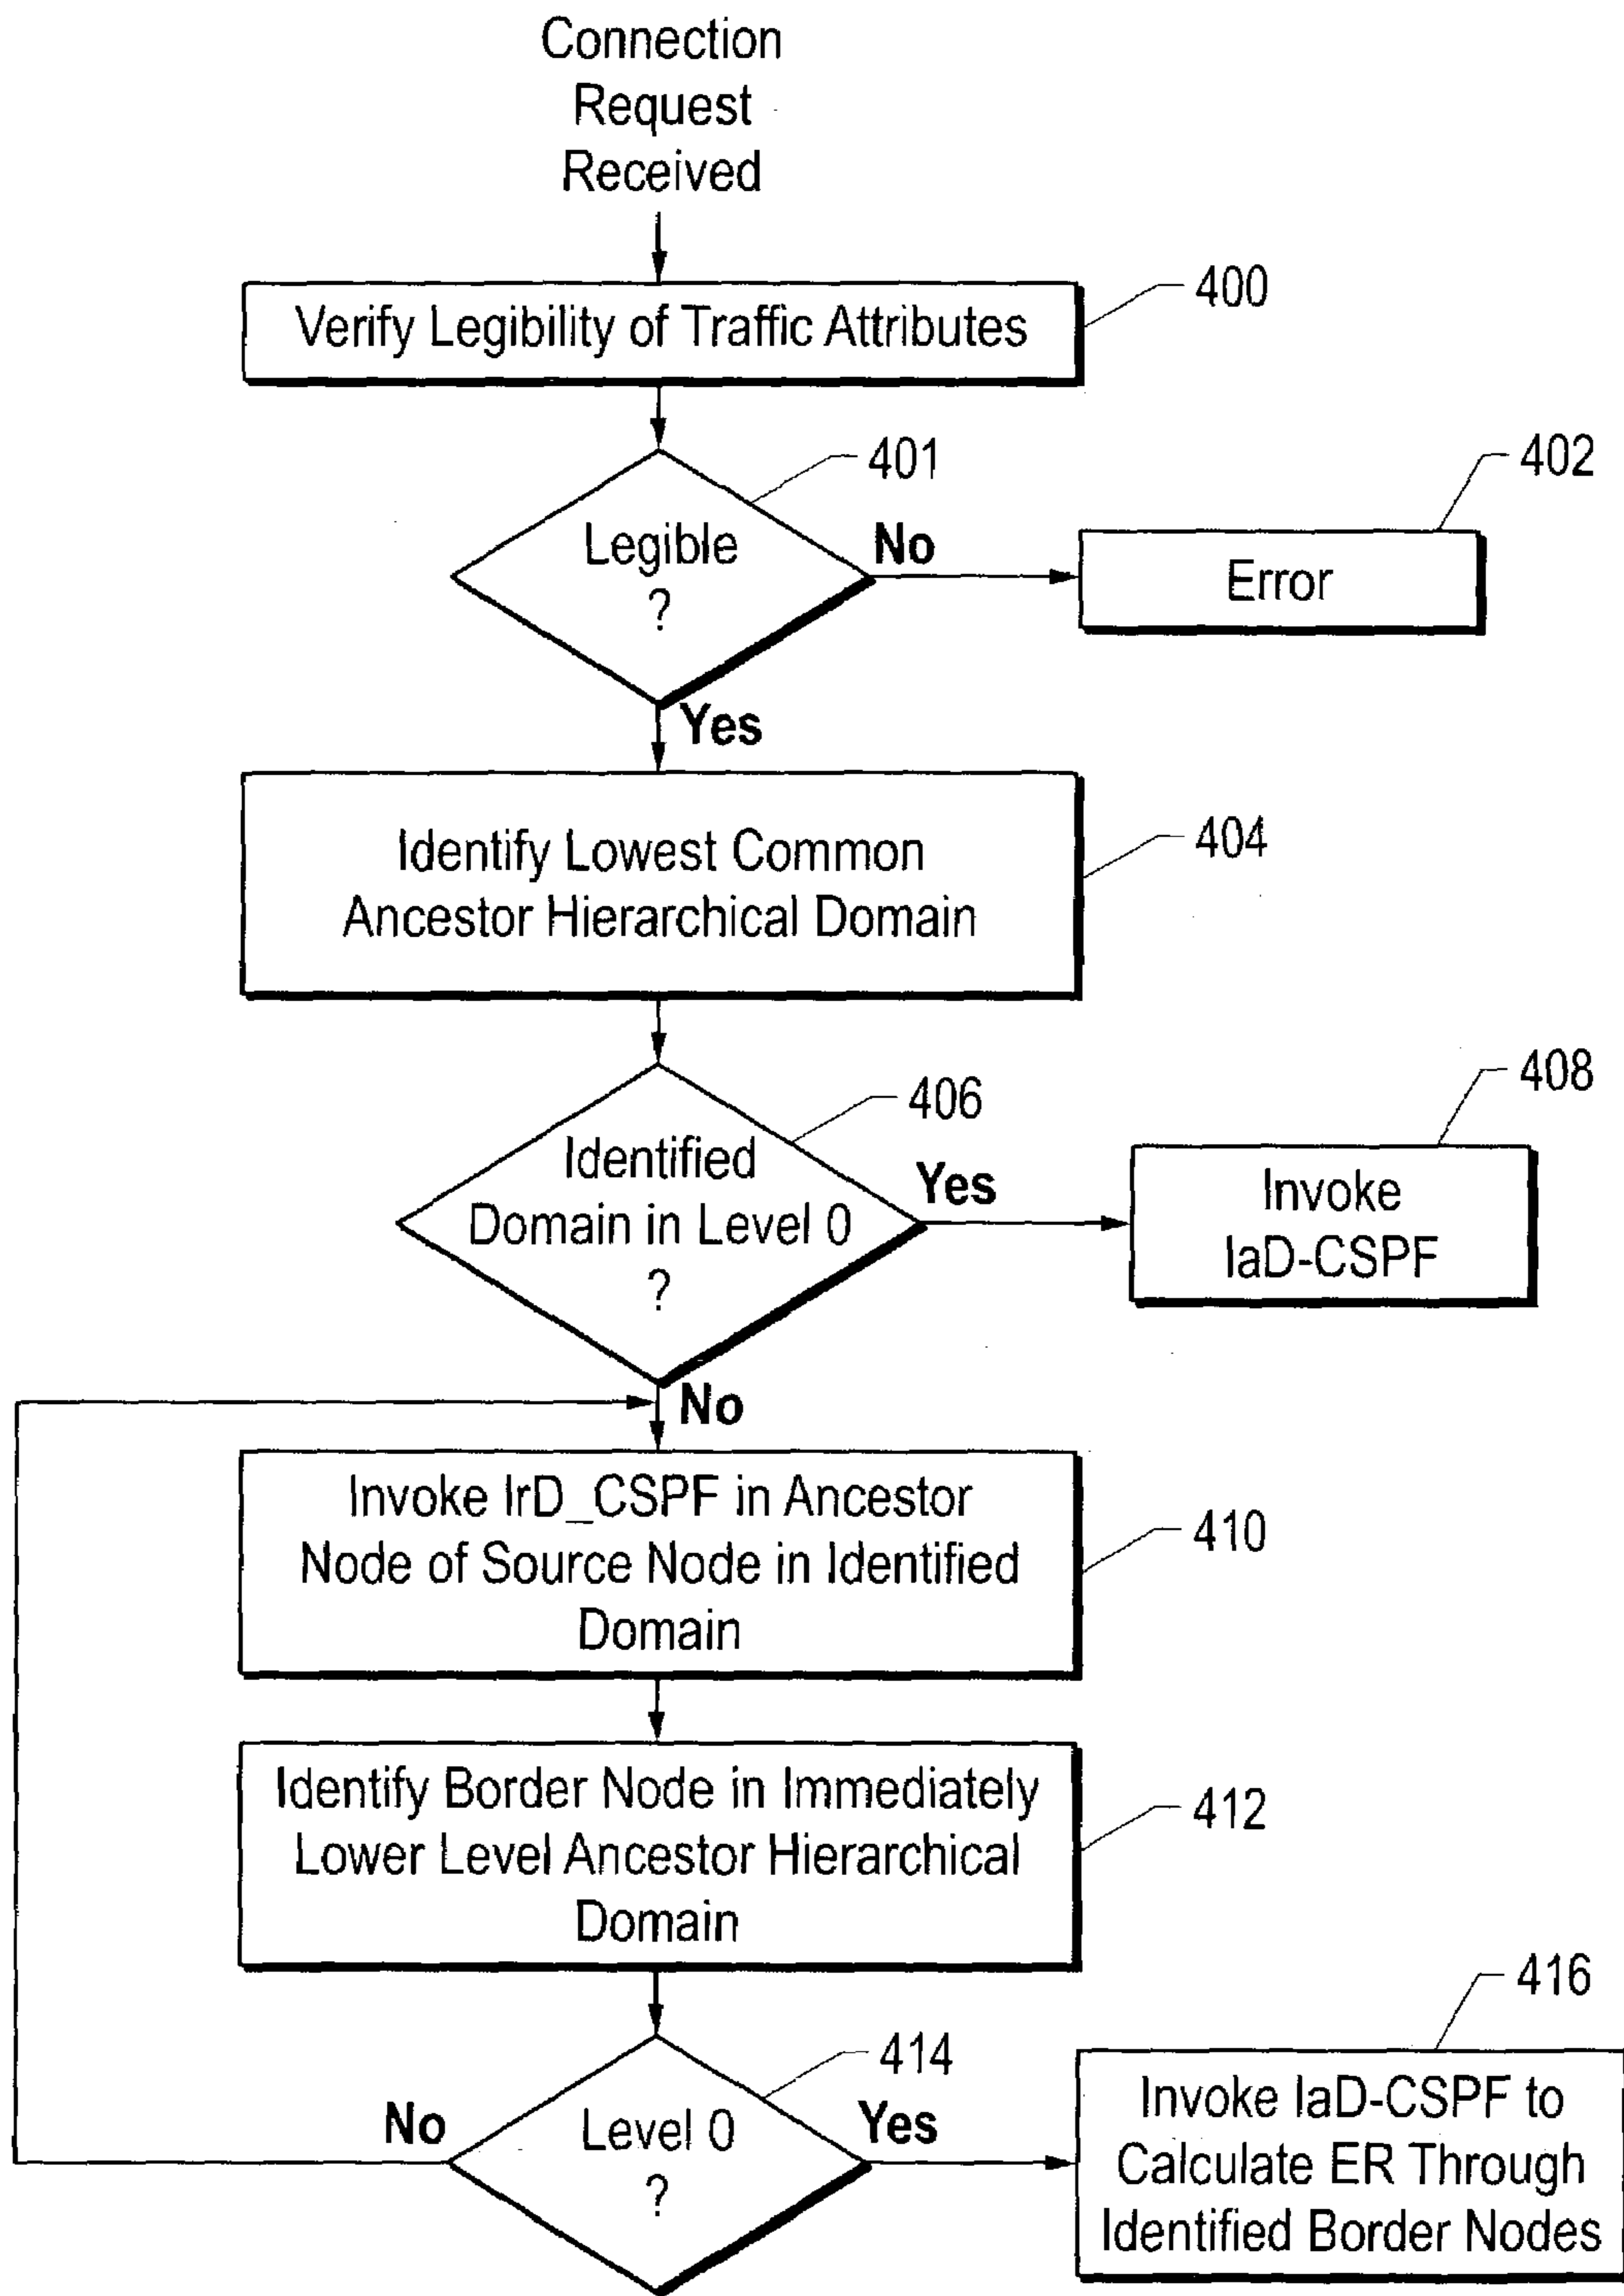 Connection
Request
Received
400
Verify Legibility of Traffic Attributes
401
402
Legible
?
No
Error
Yes
404
Identify Lowest Common
Ancestor Hierarchical Domain
406
408
Identified
Domain in Level 0
?
Yes
Invoke
IaD-CSPF
No
Invoke IrD_CSPF in Ancestor
Node of Source Node in Identified
Domain
410
Identify Border Node in Immediately
Lower Level Ancestor Hierarchical
Domain
412
414
416
No
Level 0
?
Yes
Invoke IaD-CSPF to
Calculate ER Through
Identified Border Nodes